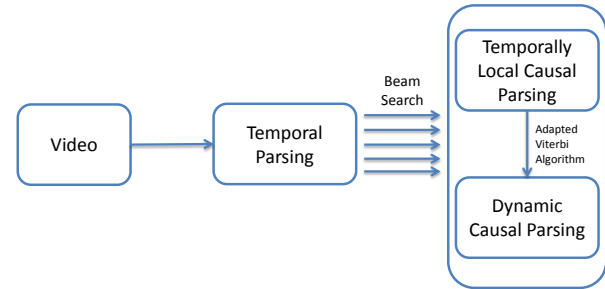 Video
Temporal
Parsing
Beam
Search
Temporally
Local Causal
Parsing
Adapted
Viterbi
Algorithm
Dynamic
Causal Parsing